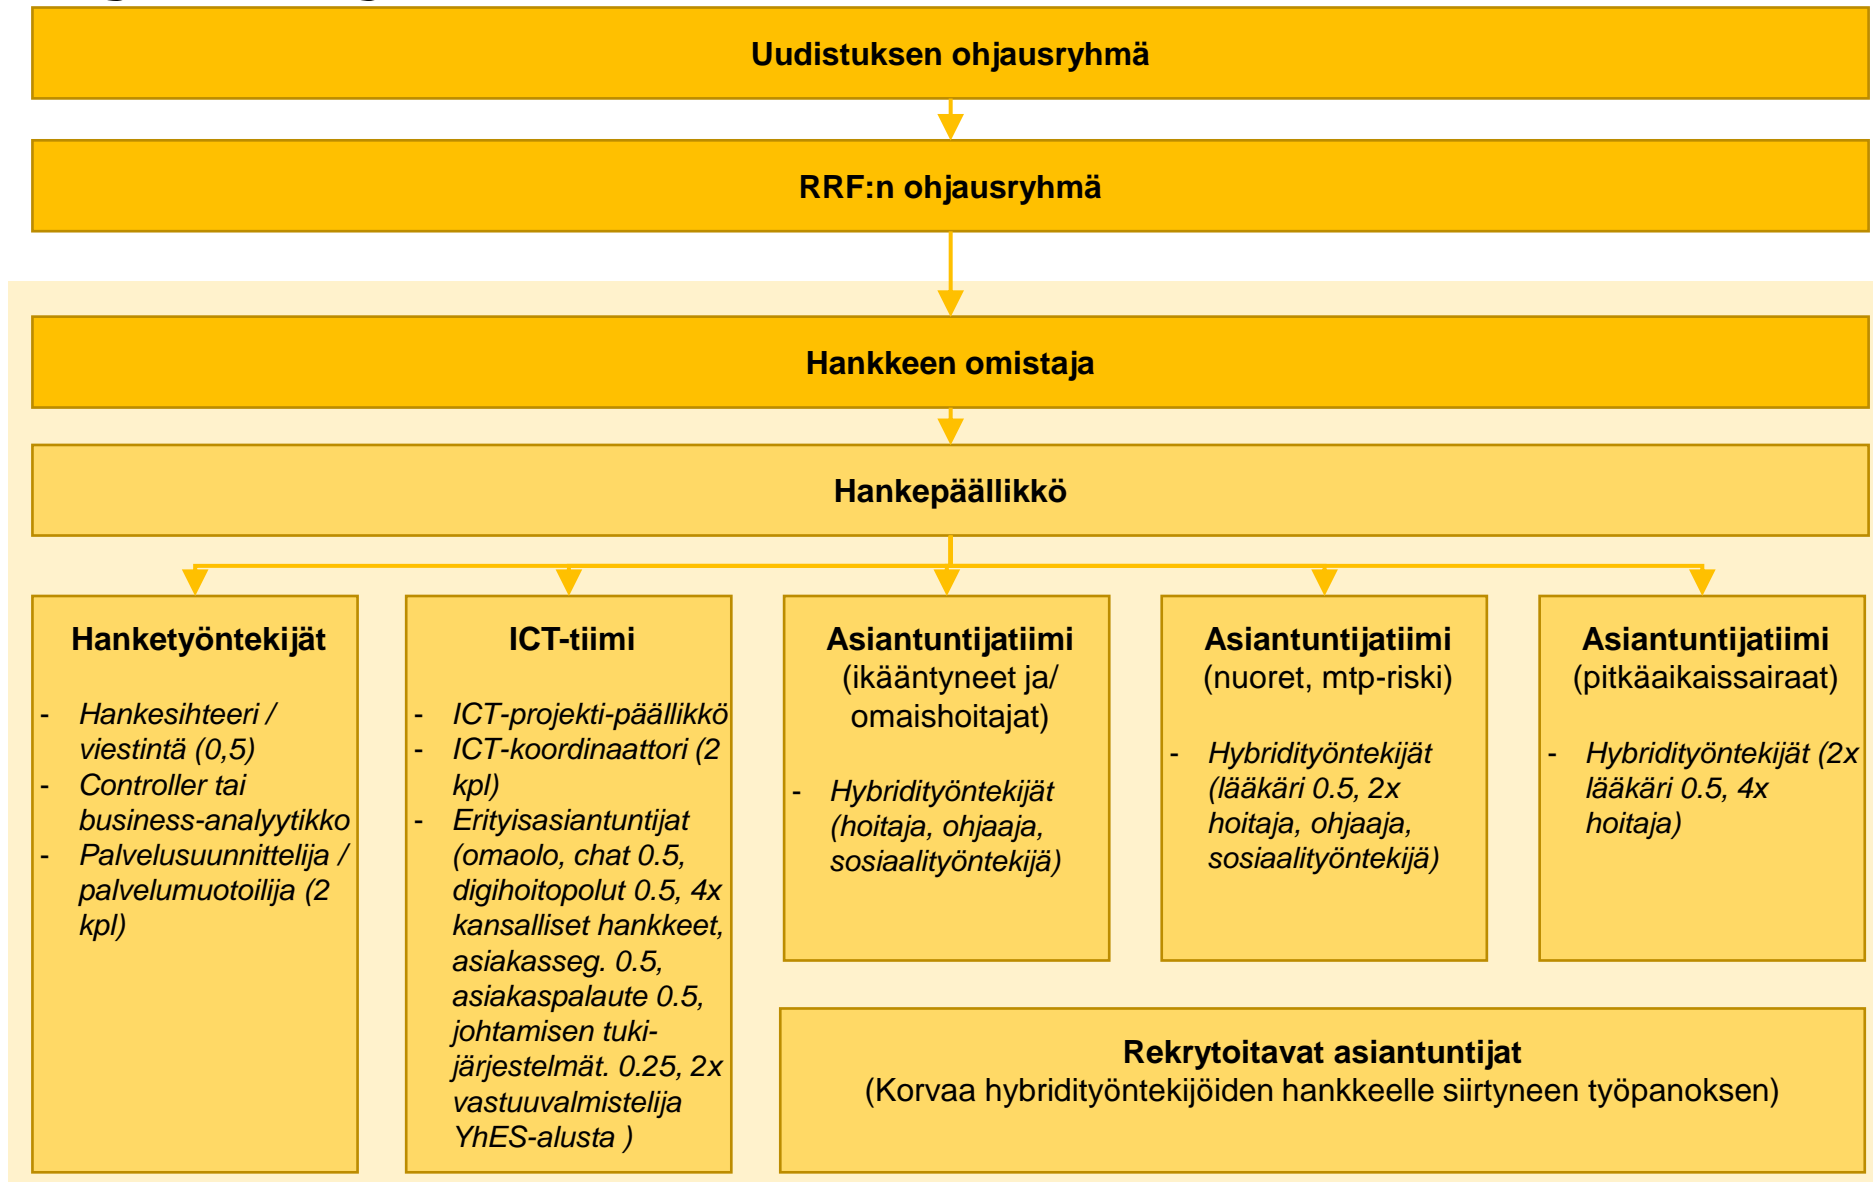 Uudistuksen ohjausryhmä
RRF:n ohjausryhmä
Hankkeen omistaja
Hankepäällikkö
Hanketyöntekijät
- Hankesihteeri /
viestintä (0,5)
- Controller tai
business-analyytikko
- Palvelusuunnittelija /
palvelumuotoilija (2
kpl)
ICT-tiimi
- ICT-projekti-päällikkö
- ICT-koordinaattori (2
kpl)
- Erityisasiantuntijat
(omaolo, chat 0.5,
digihoitopolut 0.5, 4x
kansalliset hankkeet,
asiakasseg. 0.5,
asiakaspalaute 0.5,
johtamisen tuki-
järjestelmät. 0.25, 2x
vastuuvalmistelija
YhES-alusta )
Asiantuntijatiimi
(ikääntyneet ja/
omaishoitajat)
- Hybridityöntekijät
(hoitaja, ohjaaja,
sosiaalityöntekijä)
Asiantuntijatiimi
(nuoret, mtp-riski)
- Hybridityöntekijät
(lääkäri 0.5, 2x
hoitaja, ohjaaja,
sosiaalityöntekijä)
Asiantuntijatiimi
(pitkäaikaissairaat)
- Hybridityöntekijät (2x
lääkäri 0.5, 4x
hoitaja)
Rekrytoitavat asiantuntijat
(Korvaa hybridityöntekijöiden hankkeelle siirtyneen työpanoksen)